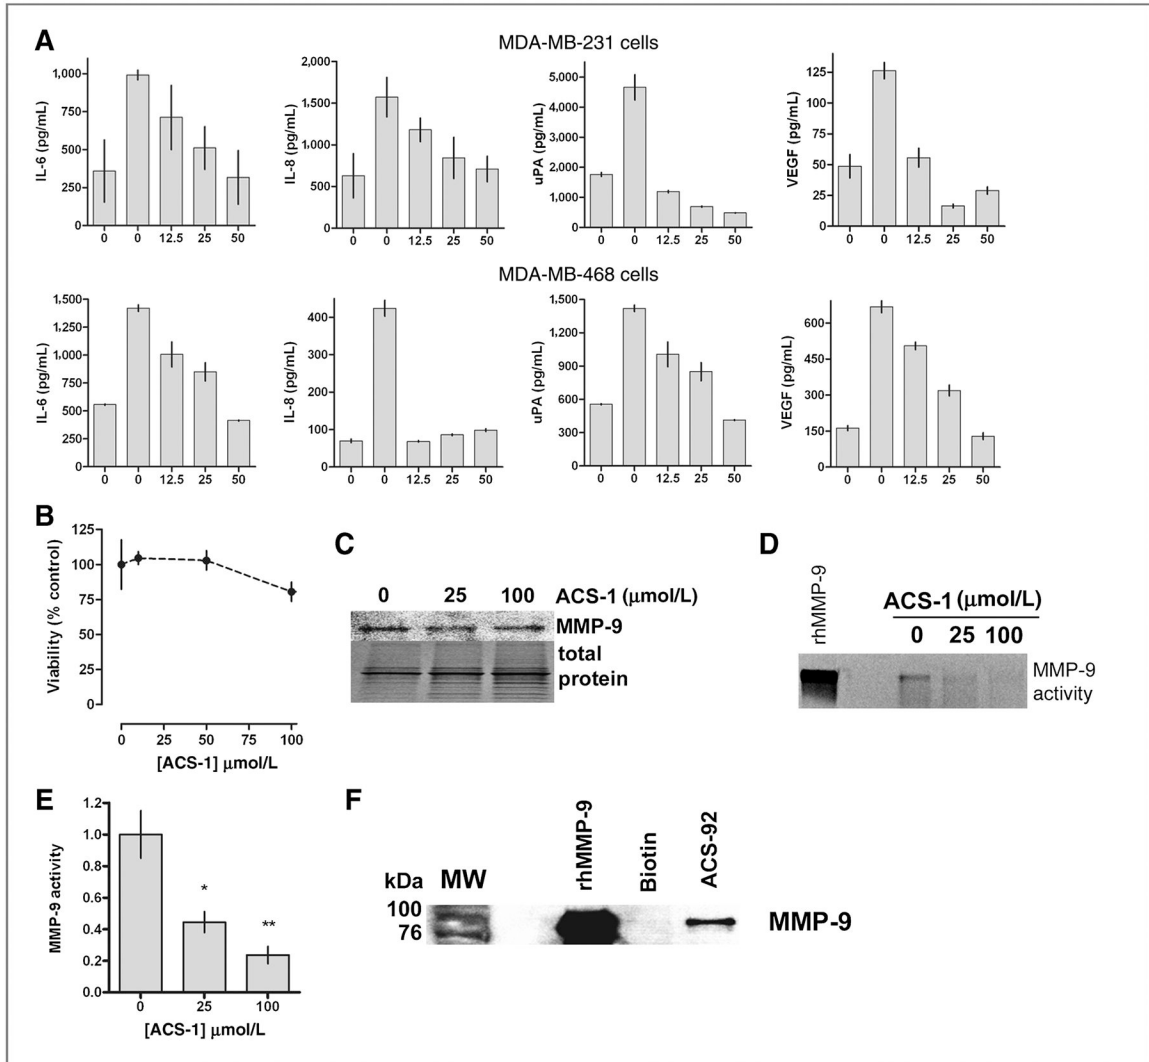 A
MDA-MB-231 cells
IL-6 (pg/mL)
1,000
750
500
250
0
0 0 12.5 25 50
IL-8 (pg/mL)
2,000
1,500
1,000
500
0
0 0 12.5 25 50
uPA (pg/mL)
5,000
4,000
3,000
2,000
1,000
0
0 0 12.5 25 50
VEGF (pg/mL)
125
100
75
50
25
0
0 0 12.5 25 50
MDA-MB-468 cells
IL-6 (pg/mL)
1,500
1,250
1,000
750
500
250
0
0 0 12.5 25 50
IL-8 (pg/mL)
400
300
200
100
0
0 0 12.5 25 50
uPA (pg/mL)
1,500
1,200
900
600
300
0
0 0 12.5 25 50
VEGF (pg/mL)
600
450
300
150
0
0 0 12.5 25 50
B
Viability (% control)
125
100
75
50
25
0
0 25 50 75 100
[ACS-1] μmol/L
C
0 25 100 ACS-1 (μmol/L)
MMP-9
total
protein
D
rhMMP-9
ACS-1 (μmol/L)
0 25 100
MMP-9
activity
E
MMP-9 activity
1.2
1.0
0.8
0.6
0.4
0.2
0.0
*
**
0 25 100
[ACS-1] μmol/L
F
kDa MW rhMMP-9 Biotin ACS-92
100
76
MMP-9